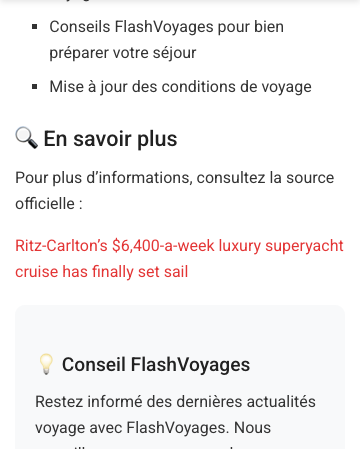 Conseils FlashVoyages pour bien
préparer votre séjour
Mise à jour des conditions de voyage
En savoir plus
Pour plus d’informations, consultez la source
officielle :
Ritz-Carlton’s $6,400-a-week luxury superyacht
cruise has finally set sail
Conseil FlashVoyages
Restez informé des dernières actualités
voyage avec FlashVoyages. Nous